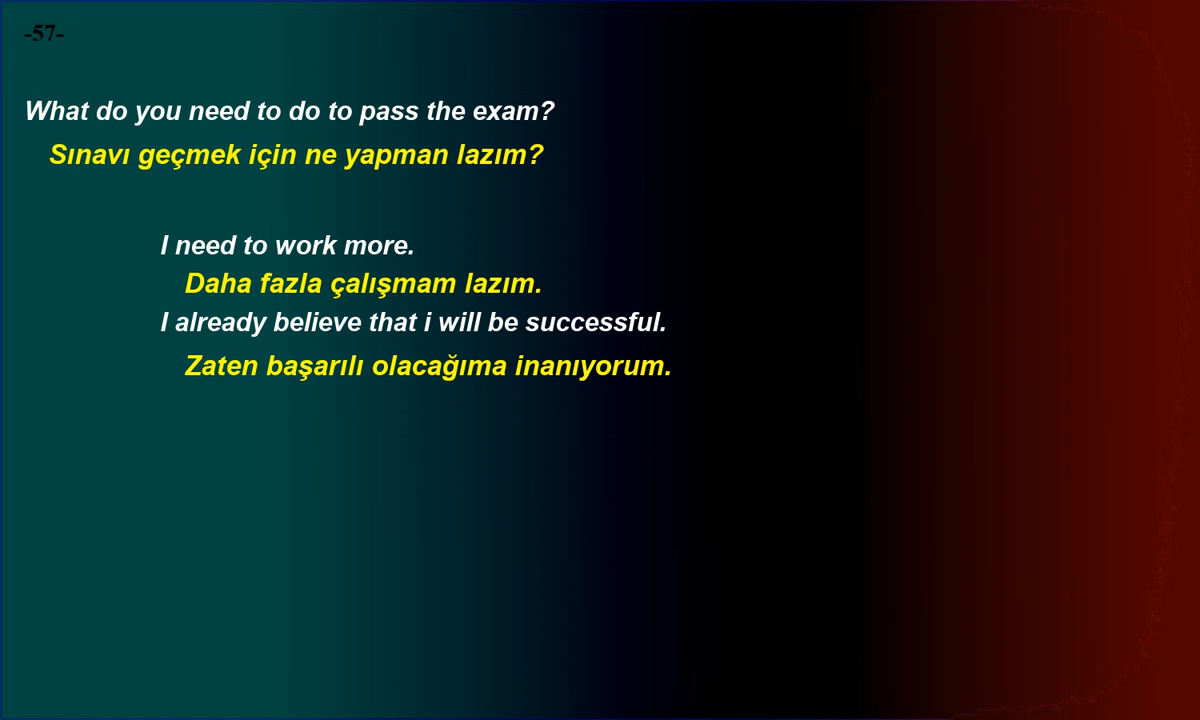 -57-
What do you need to do to pass the exam?
Sınavı geçmek için ne yapman lazım?
I need to work more.
Daha fazla çalışmam lazım.
I already believe that i will be successful.
Zaten başarılı olacağıma inanıyorum.